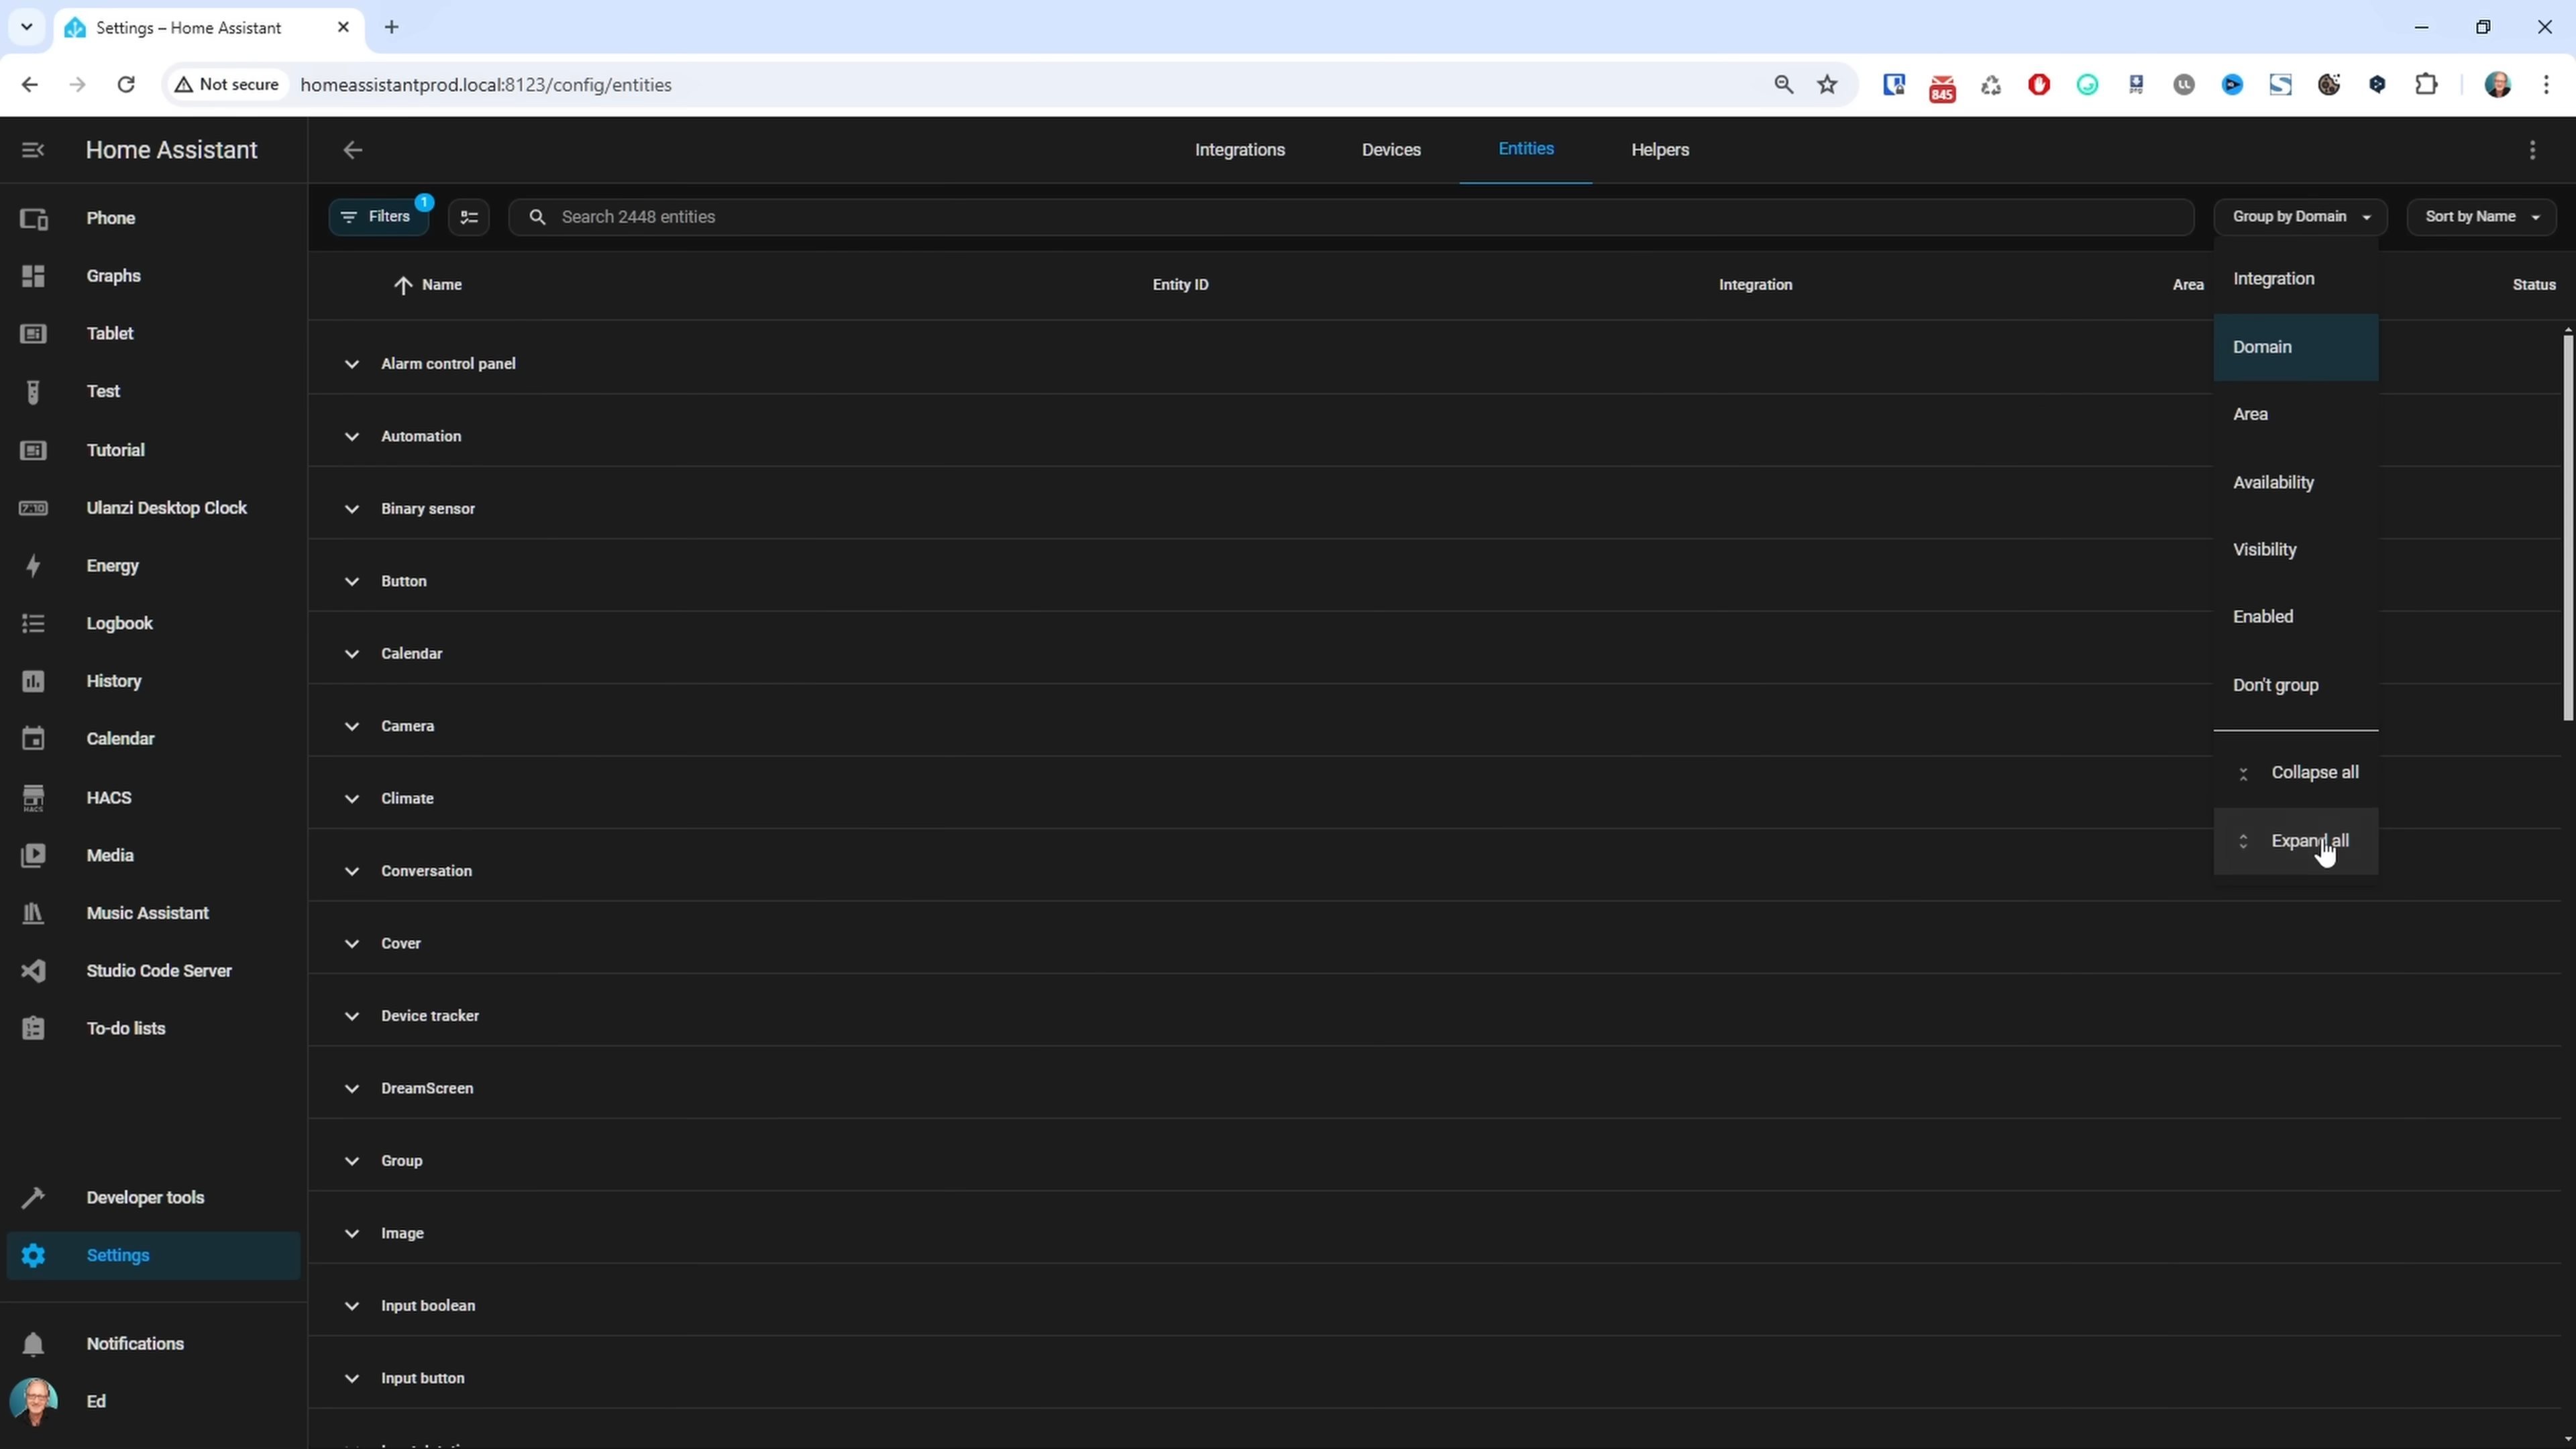 Settings – Home Assistant
Not secure
homeassistantprod.local:8123/config/entities
845
Home Assistant
Integrations
Devices
Entities
Helpers
Phone
Graphs
Tablet
Test
Tutorial
7:10
Ulanzi Desktop Clock
Energy
Logbook
History
Calendar
HACS
HACS
Media
Music Assistant
Studio Code Server
To-do lists
Developer tools
Settings
Notifications
Ed
Filters
1
Search 2448 entities
Group by Domain
Sort by Name
Name
Entity ID
Integration
Area
Status
Alarm control panel
Automation
Binary sensor
Button
Calendar
Camera
Climate
Conversation
Cover
Device tracker
DreamScreen
Group
Image
Input boolean
Input button
Integration
Domain
Area
Availability
Visibility
Enabled
Don't group
Collapse all
Expand all